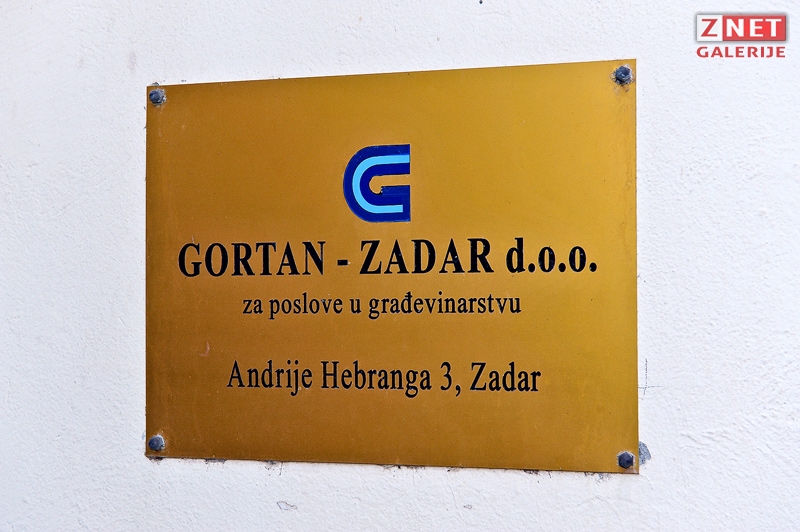 ZNET
GALERIJE
GORTAN - ZADAR d.o.o.
za poslove u građevinarstvu
Andrije Hebranga 3, Zadar